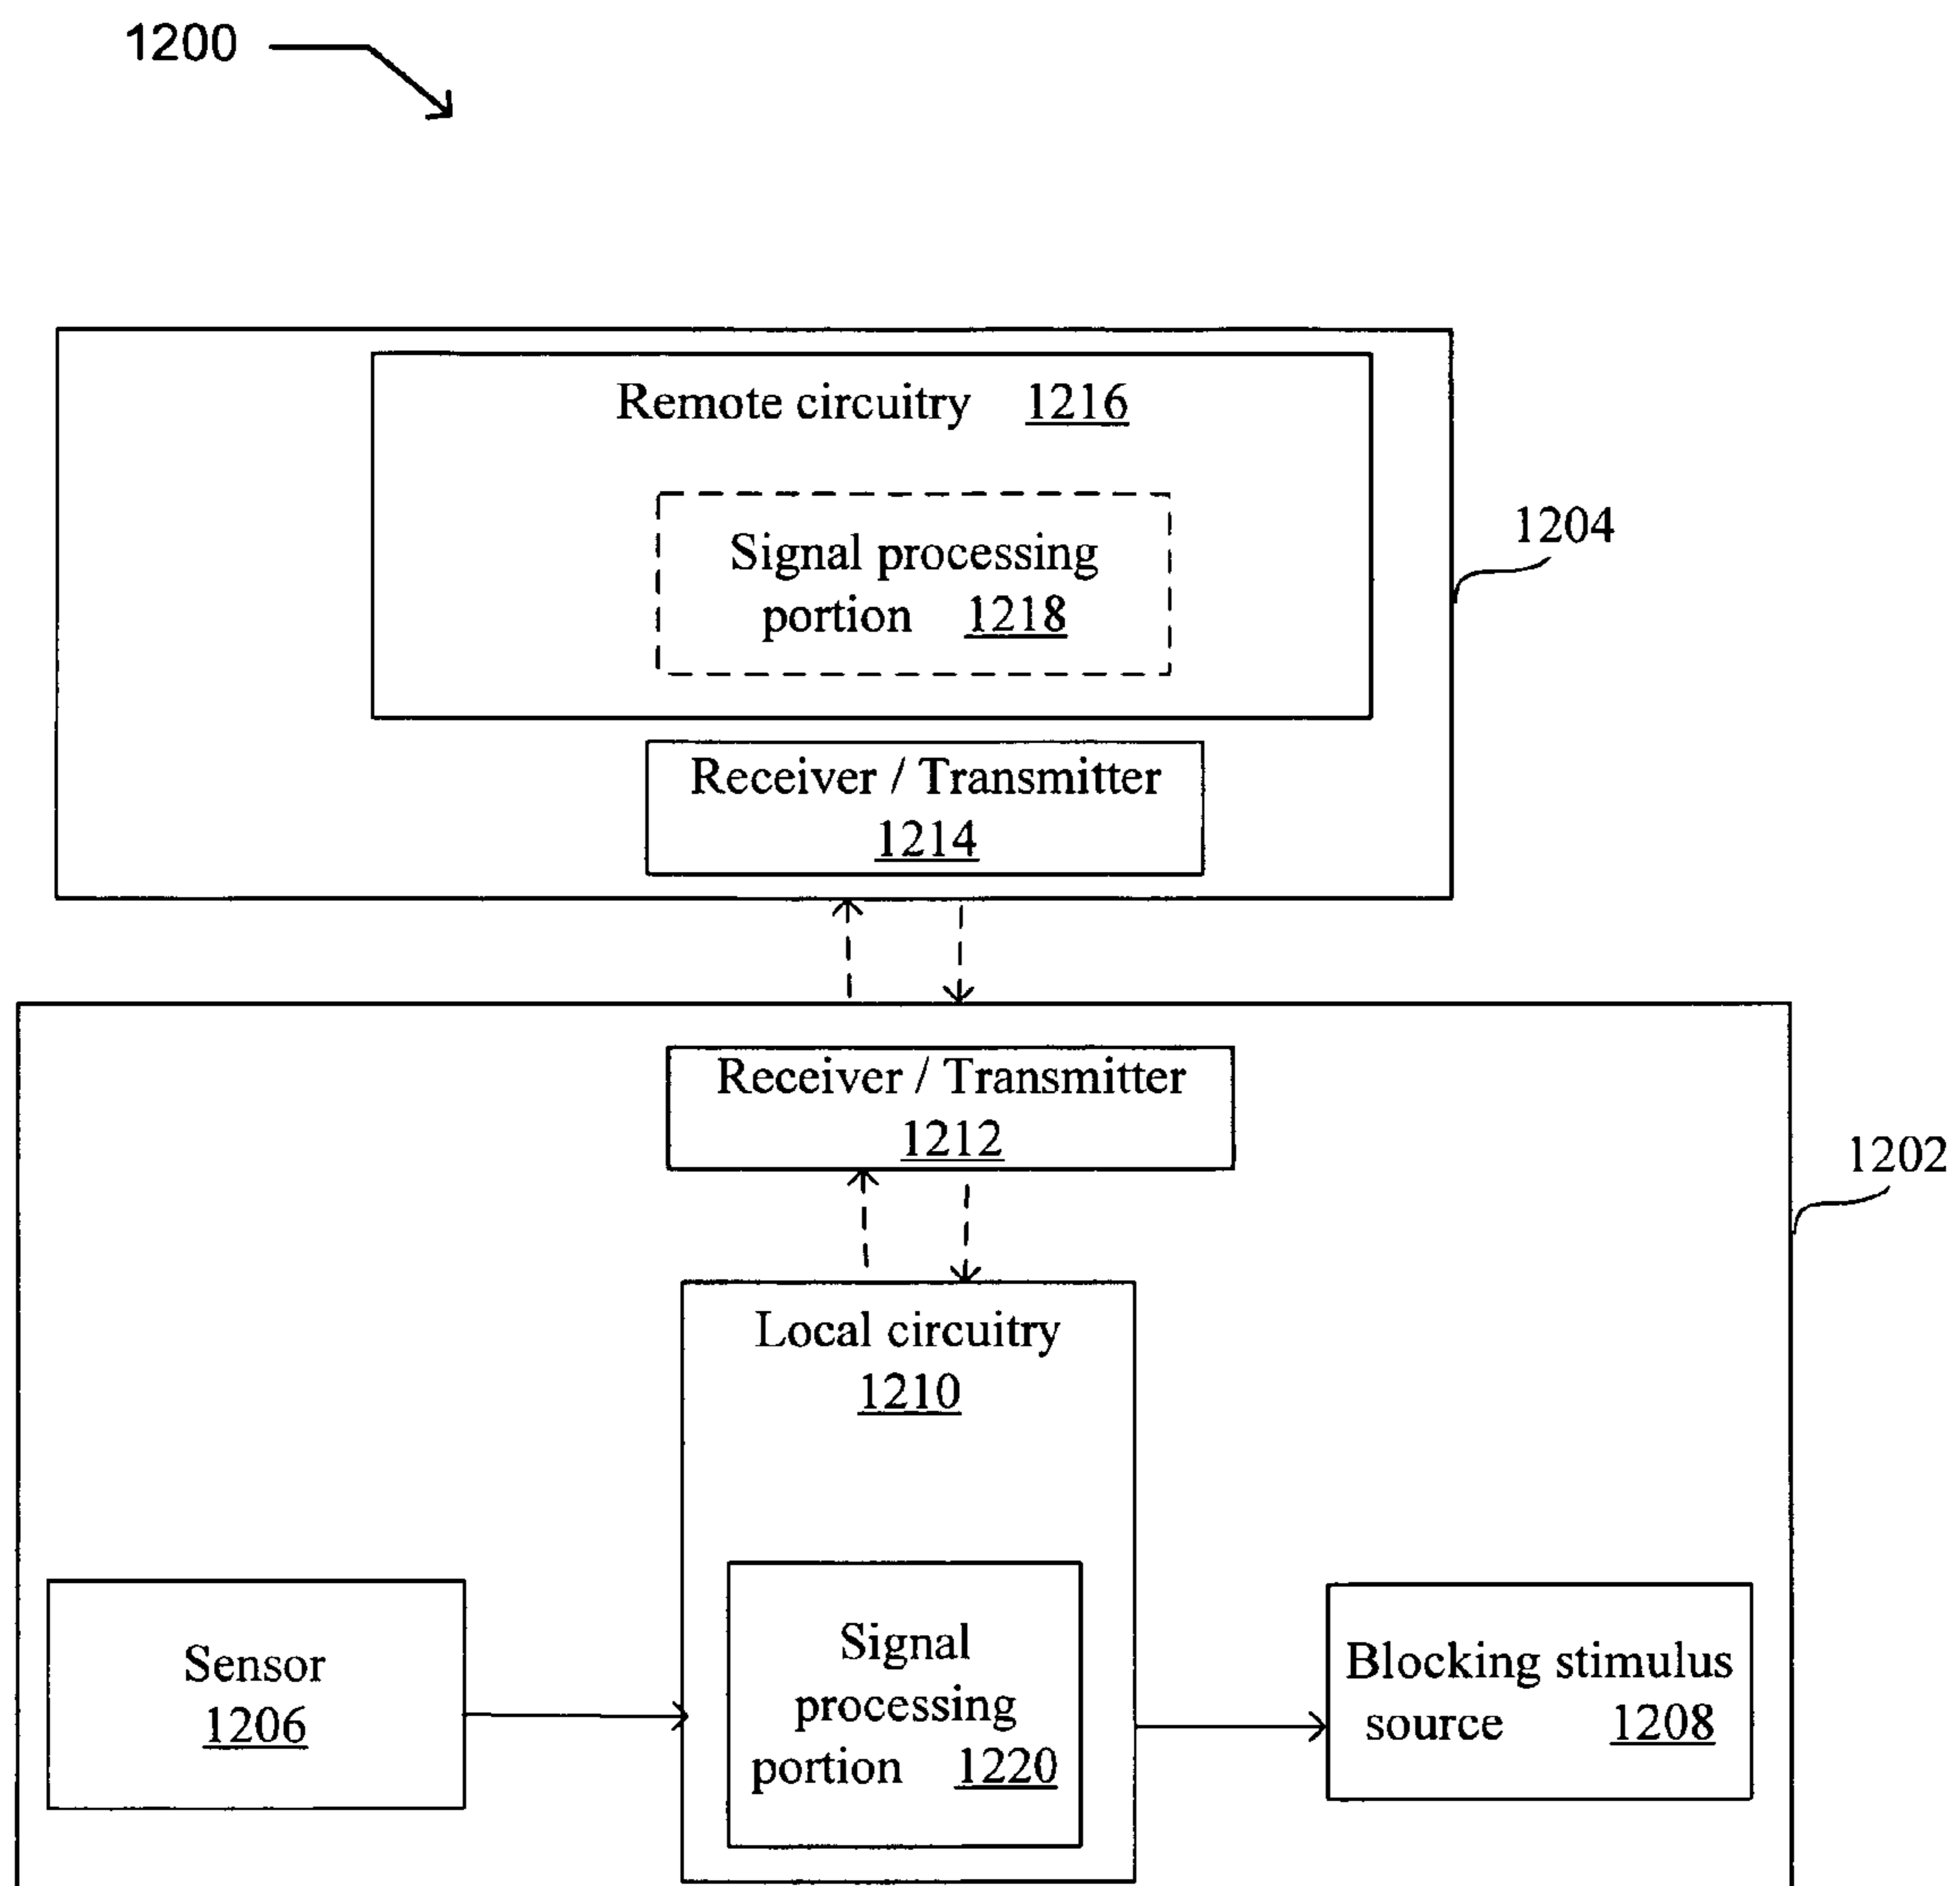 1200
Remote circuitry 1216
1204
Signal processing
portion 1218
Receiver / Transmitter
1214
Receiver / Transmitter
1212
1202
Local circuitry
1210
Sensor
1206
Signal
processing
portion 1220
Blocking stimulus
source 1208